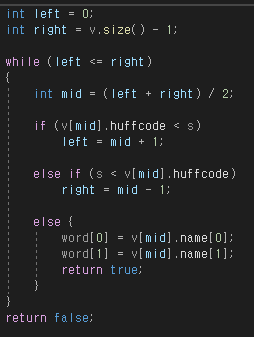 int left = 0;
int right = v.size() - 1;
while (left <= right)
{
int mid = (left + right) / 2;
if (v[mid].huffcode < s)
left = mid + 1;
else if (s < v[mid].huffcode)
right = mid - 1;
else {
word[0] = v[mid].name[0];
word[1] = v[mid].name[1];
return true;
}
}
return false;